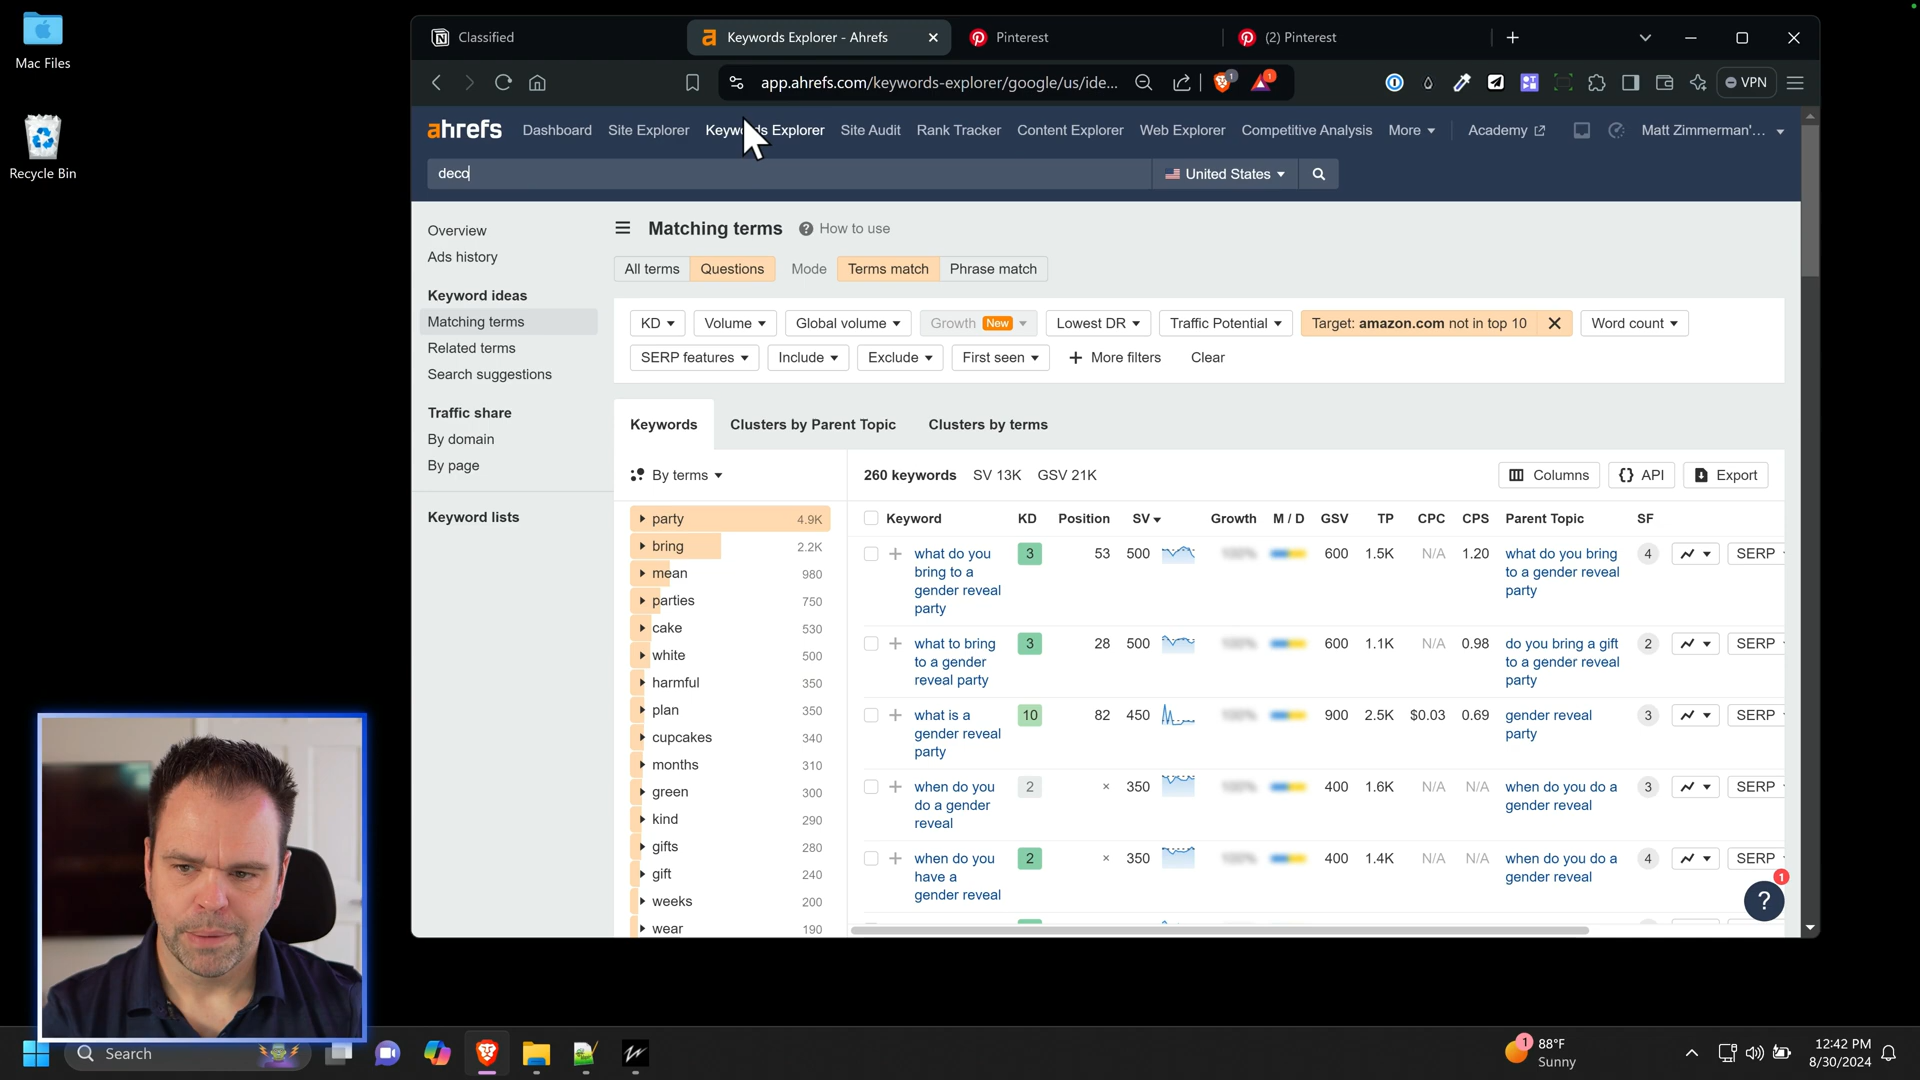 Mac Files
Recycle Bin
Classified
Keywords Explorer - Ahrefs
Pinterest
(2) Pinterest
app.ahrefs.com/keywords-explorer/google/us/ide...
1
1
VPN
ahrefs
Dashboard
Site Explorer
Keywords Explorer
Site Audit
Rank Tracker
Content Explorer
Web Explorer
Competitive Analysis
More
Academy
Matt Zimmerman'...
deco
United States
Overview
Ads history
Keyword ideas
Matching terms
Related terms
Search suggestions
Traffic share
By domain
By page
Keyword lists
Matching terms
? How to use
All terms
Questions
Mode
Terms match
Phrase match
KD
Volume
Global volume
Growth New
Lowest DR
Traffic Potential
Target: amazon.com not in top 10
Word count
SERP features
Include
Exclude
First seen
+ More filters
Clear
Keywords
Clusters by Parent Topic
Clusters by terms
By terms
260 keywords SV 13K GSV 21K
Columns
{} API
Export
party 4.9K
bring 2.2K
mean 980
parties 750
cake 530
white 500
harmful 350
plan 350
cupcakes 340
months 310
green 300
kind 290
gifts 280
gift 240
weeks 200
wear 190
Keyword KD Position SV Growth M / D GSV TP CPC CPS Parent Topic SF
what do you bring to a gender reveal party 3 53 500 100% 600 1.5K N/A 1.20 what do you bring to a gender reveal party 4 SERP
what to bring to a gender reveal party 3 28 500 100% 600 1.1K N/A 0.98 do you bring a gift to a gender reveal party 2 SERP
what is a gender reveal party 10 82 450 100% 900 2.5K $0.03 0.69 gender reveal party 3 SERP
when do you do a gender reveal 2 × 350 100% 400 1.6K N/A N/A when do you do a gender reveal 3 SERP
when do you have a gender reveal 2 × 350 100% 400 1.4K N/A N/A when do you do a gender reveal 4 SERP
1
?
Search
1
88°F
Sunny
12:42 PM
8/30/2024